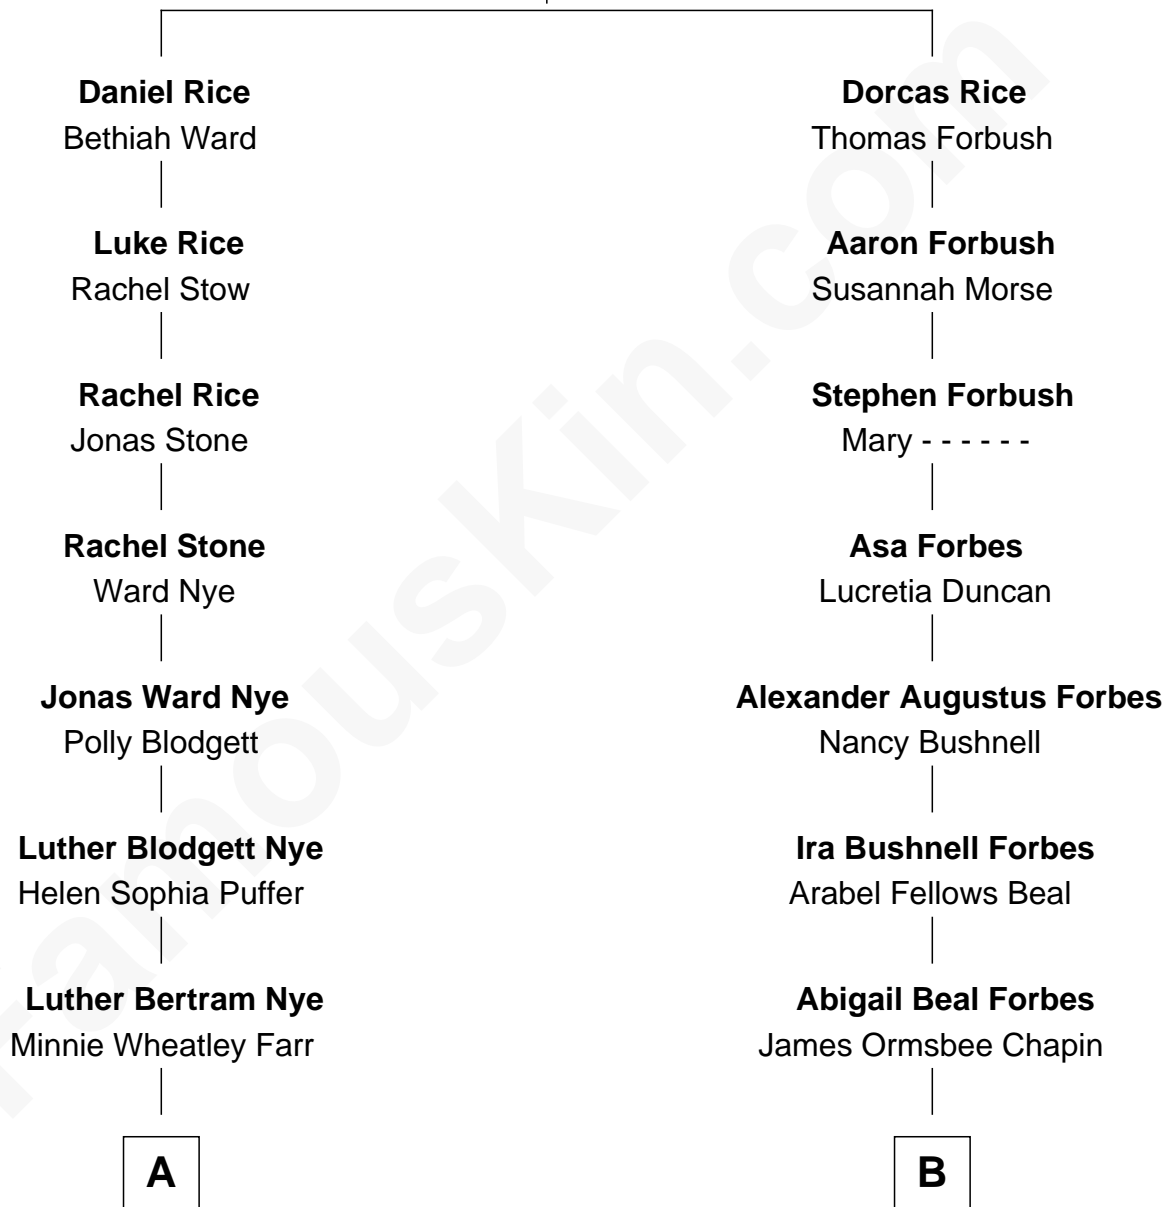 Daniel Rice
Bethiah Ward
Luke Rice
Rachel Stow
Rachel Rice
Jonas Stone
Rachel Stone
Ward Nye
Jonas Ward Nye
Polly Blodgett
Luther Blodgett Nye
Helen Sophia Puffer
Luther Bertram Nye
Minnie Wheatley Farr
A
Dorcas Rice
Thomas Forbush
Aaron Forbush
Susannah Morse
Stephen Forbush
Mary - - - - - -
Asa Forbes
Lucretia Duncan
Alexander Augustus Forbes
Nancy Bushnell
Ira Bushnell Forbes
Arabel Fellows Beal
Abigail Beal Forbes
James Ormsbee Chapin
B
FamousKin.com